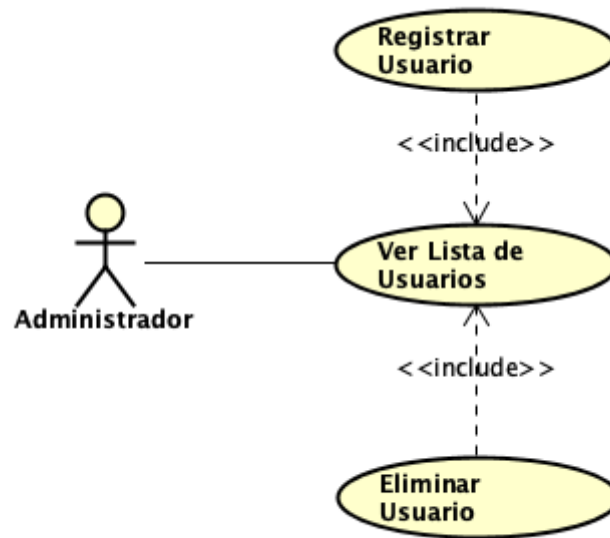 Registrar
Usuario
<<include>>
Ver Lista de
Usuarios
Administrador
<<include>>
Eliminar
Usuario